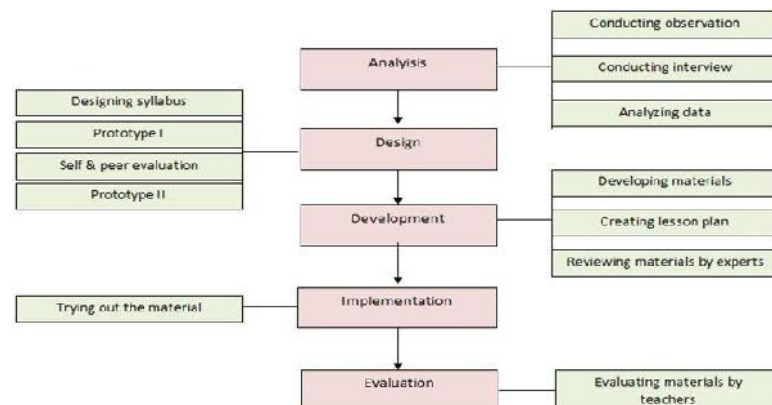 Conducting observation
Analyisis
Conducting interview
Analyzing data
Designing syllabus
Prototype I
Self & peer evaluation
Prototype II
Design
Developing materials
Development
Creating lesson plan
Reviewing materials by experts
Trying out the material
Implementation
Evaluation
Evaluating materials by
teachers